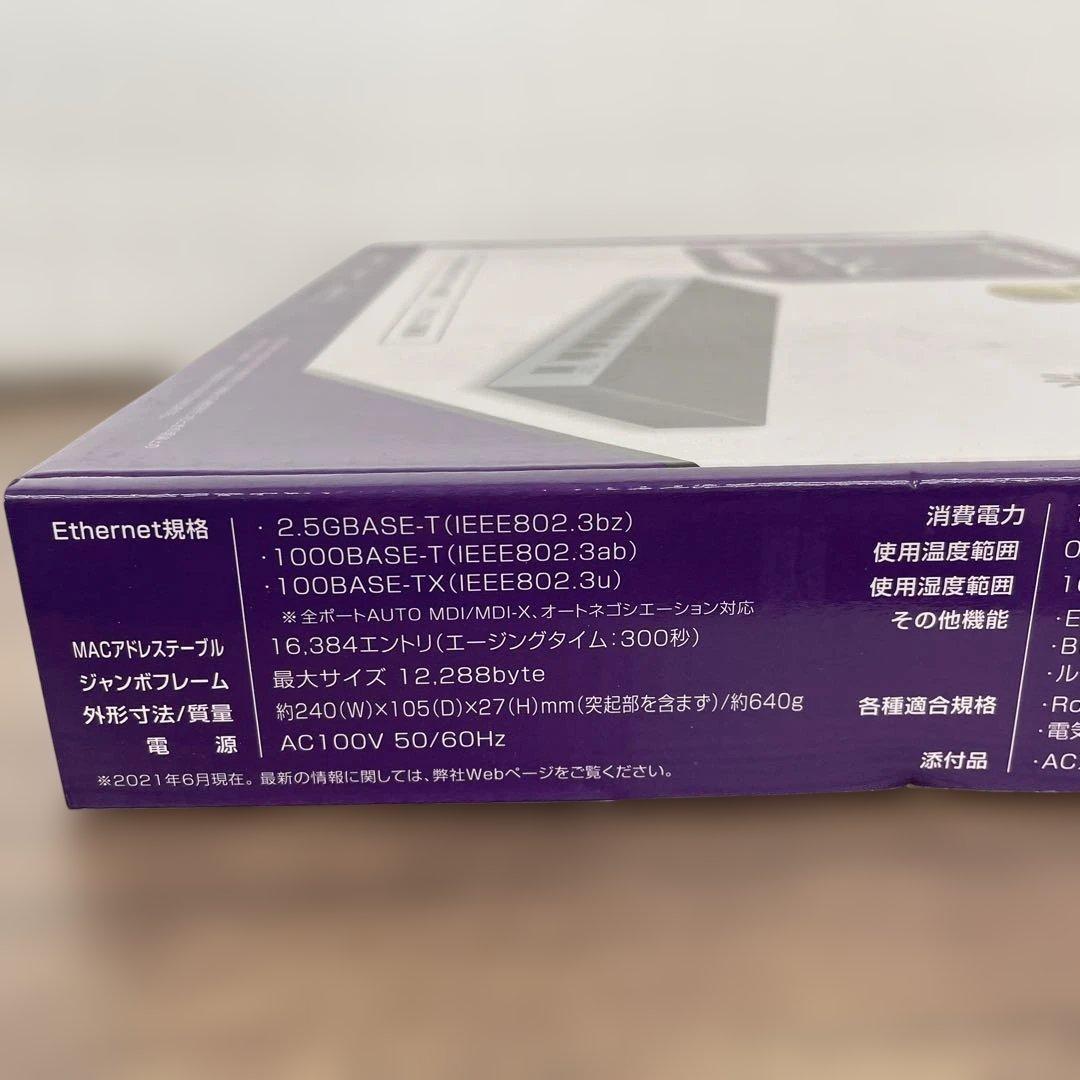 Ethernet規格
・2.5GBASE-T(IEEE802.3bz)
・1000BASE-T(IEEE802.3ab)
・100BASE-TX(IEEE802.3u)
※全ポートAUTO MDI/MDI-X、オートネゴシエーション対応
MACアドレステーブル 16,384エントリ(エージングタイム:300秒)
ジャンボフレーム 最大サイズ 12,288byte
外形寸法/質量 約240(W)×105(D)×27(H)mm(突起部を含まず)/約640g
電 源 AC100V 50/60Hz
※2021年6月現在。最新の情報に関しては、弊社Webページをご覧ください。
消費電力
使用温度範囲
使用湿度範囲
その他機能
・E
・B
・ル
各種適合規格 ・Ro
・電気
添付品 ・AC